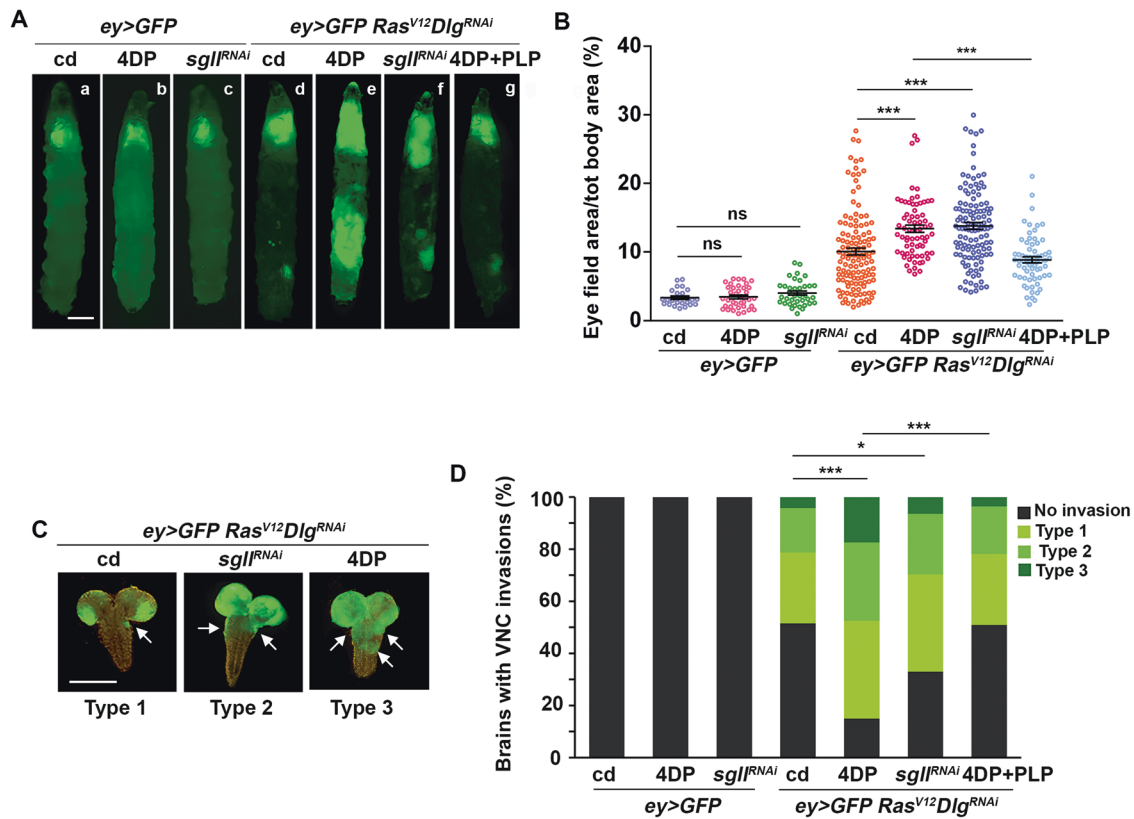 A
ey>GFP
ey>GFP RasV12DlgRNAi
cd 4DP sgllRNAi cd 4DP sgllRNAi 4DP+PLP
a b c d e f g
B
Eye field area/tot body area (%)
40
30
20
10
0
ns
ns
***
***
***
cd 4DP sgllRNAi cd 4DP sgllRNAi 4DP+PLP
ey>GFP ey>GFP RasV12DlgRNAi
C
ey>GFP RasV12DlgRNAi
cd sgllRNAi 4DP
Type 1 Type 2 Type 3
D
Brains with VNC invasions (%)
100
80
60
40
20
0
***
*
***
No invasion
Type 1
Type 2
Type 3
cd 4DP sgllRNAi cd 4DP sgllRNAi 4DP+PLP
ey>GFP ey>GFP RasV12DlgRNAi